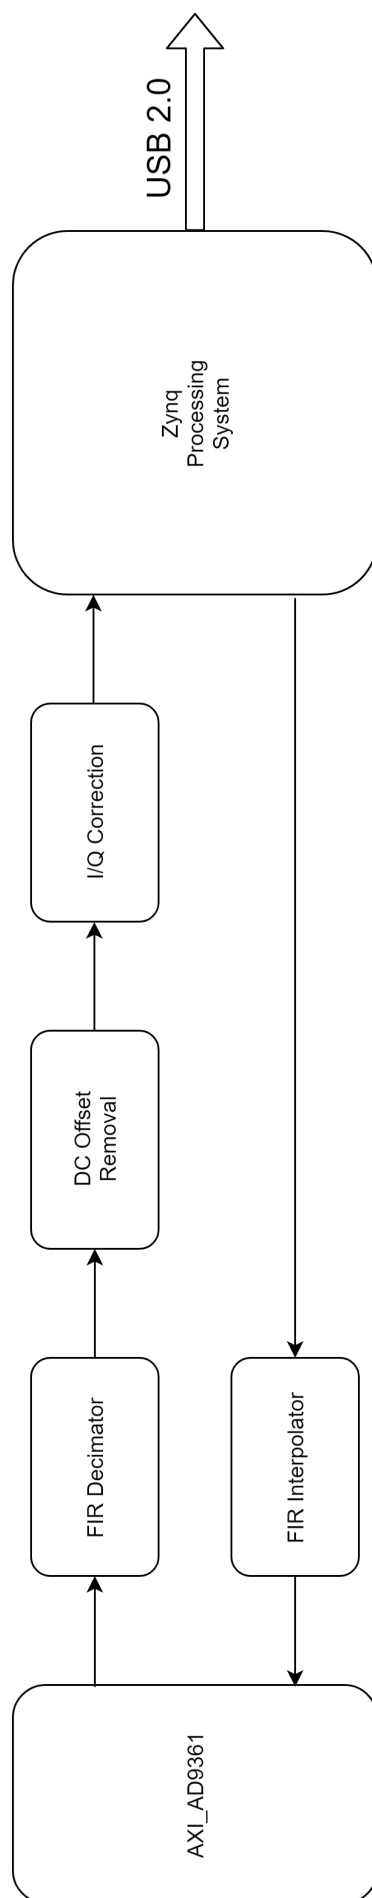 AXI_AD9361
FIR Decimator
DC Offset
Removal
I/Q Correction
FIR Interpolator
Zynq
Processing
System
USB 2.0